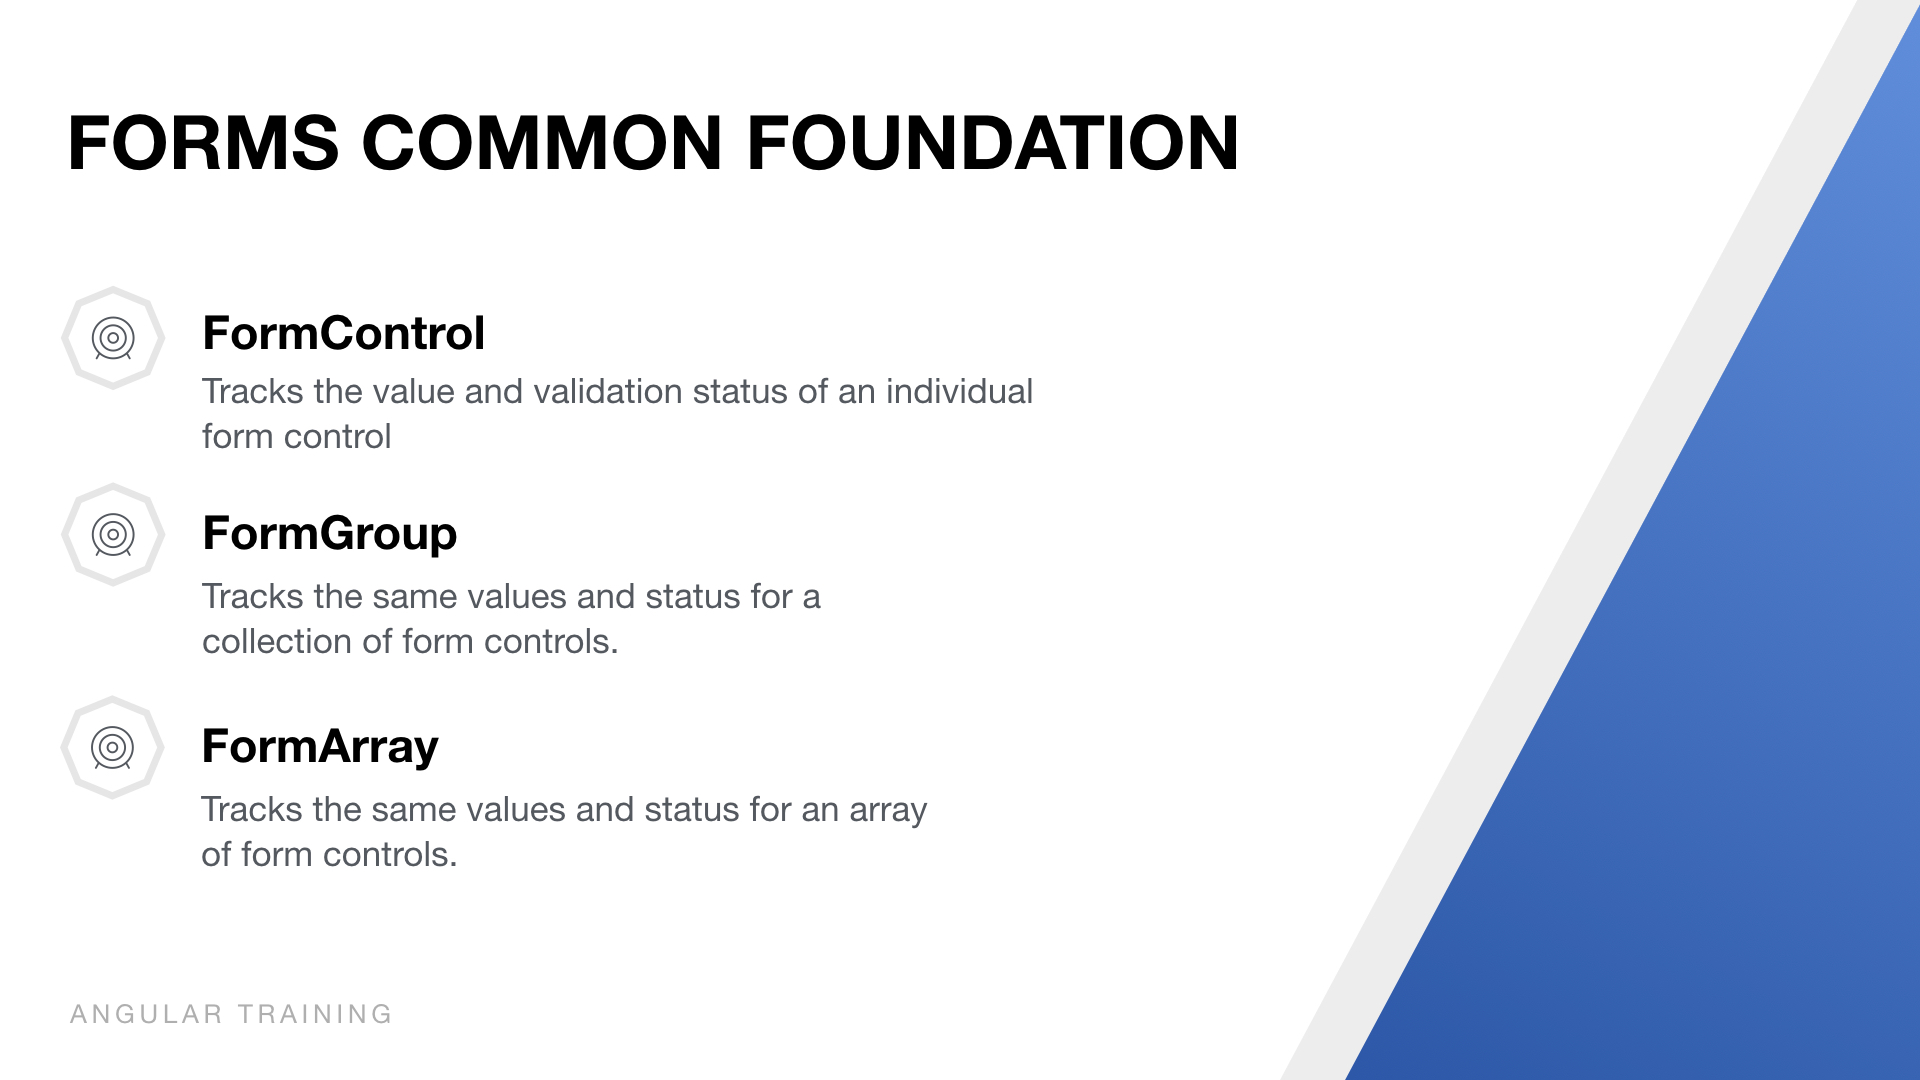 FORMS COMMON FOUNDATION
FormControl
Tracks the value and validation status of an individual
form control
FormGroup
Tracks the same values and status for a
collection of form controls.
FormArray
Tracks the same values and status for an array
of form controls.
ANGULAR TRAINING